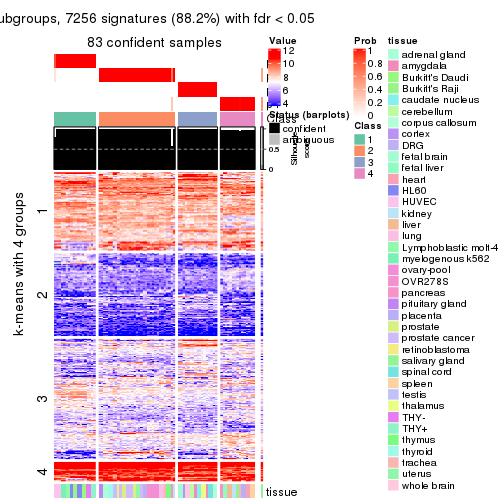 ubgroups, 7256 signatures (88.2%) with fdr < 0.05
83 confident samples
Value
12
10
8
6
4
Status (barplots)
confident
ambiguous
Prob
1
0.8
0.6
0.4
0.2
0
Class
1
2
3
4
tissue
adrenal gland
amygdala
Burkitt's Daudi
Burkitt's Raji
caudate nucleus
cerebellum
corpus callosum
cortex
DRG
fetal brain
fetal liver
heart
HL60
HUVEC
kidney
liver
lung
Lymphoblastic molt-4
myelogenous k562
ovary-pool
OVR278S
pancreas
pituitary gland
placenta
prostate
prostate cancer
retinoblastoma
salivary gland
spinal cord
spleen
testis
thalamus
THY-
THY+
thymus
thyroid
trachea
uterus
whole brain
Class
0.5
0
Silhouette
score
k-means with 4 groups
1
2
3
4
tissue